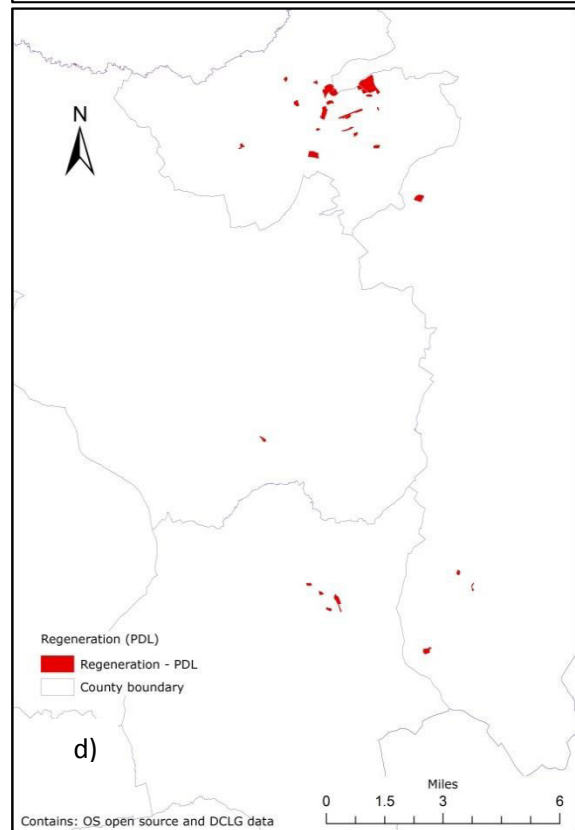 N
Regeneration (PDL)
Regeneration - PDL
County boundary
d)
Miles
0 1.5 3 6
Contains: OS open source and DCLG data